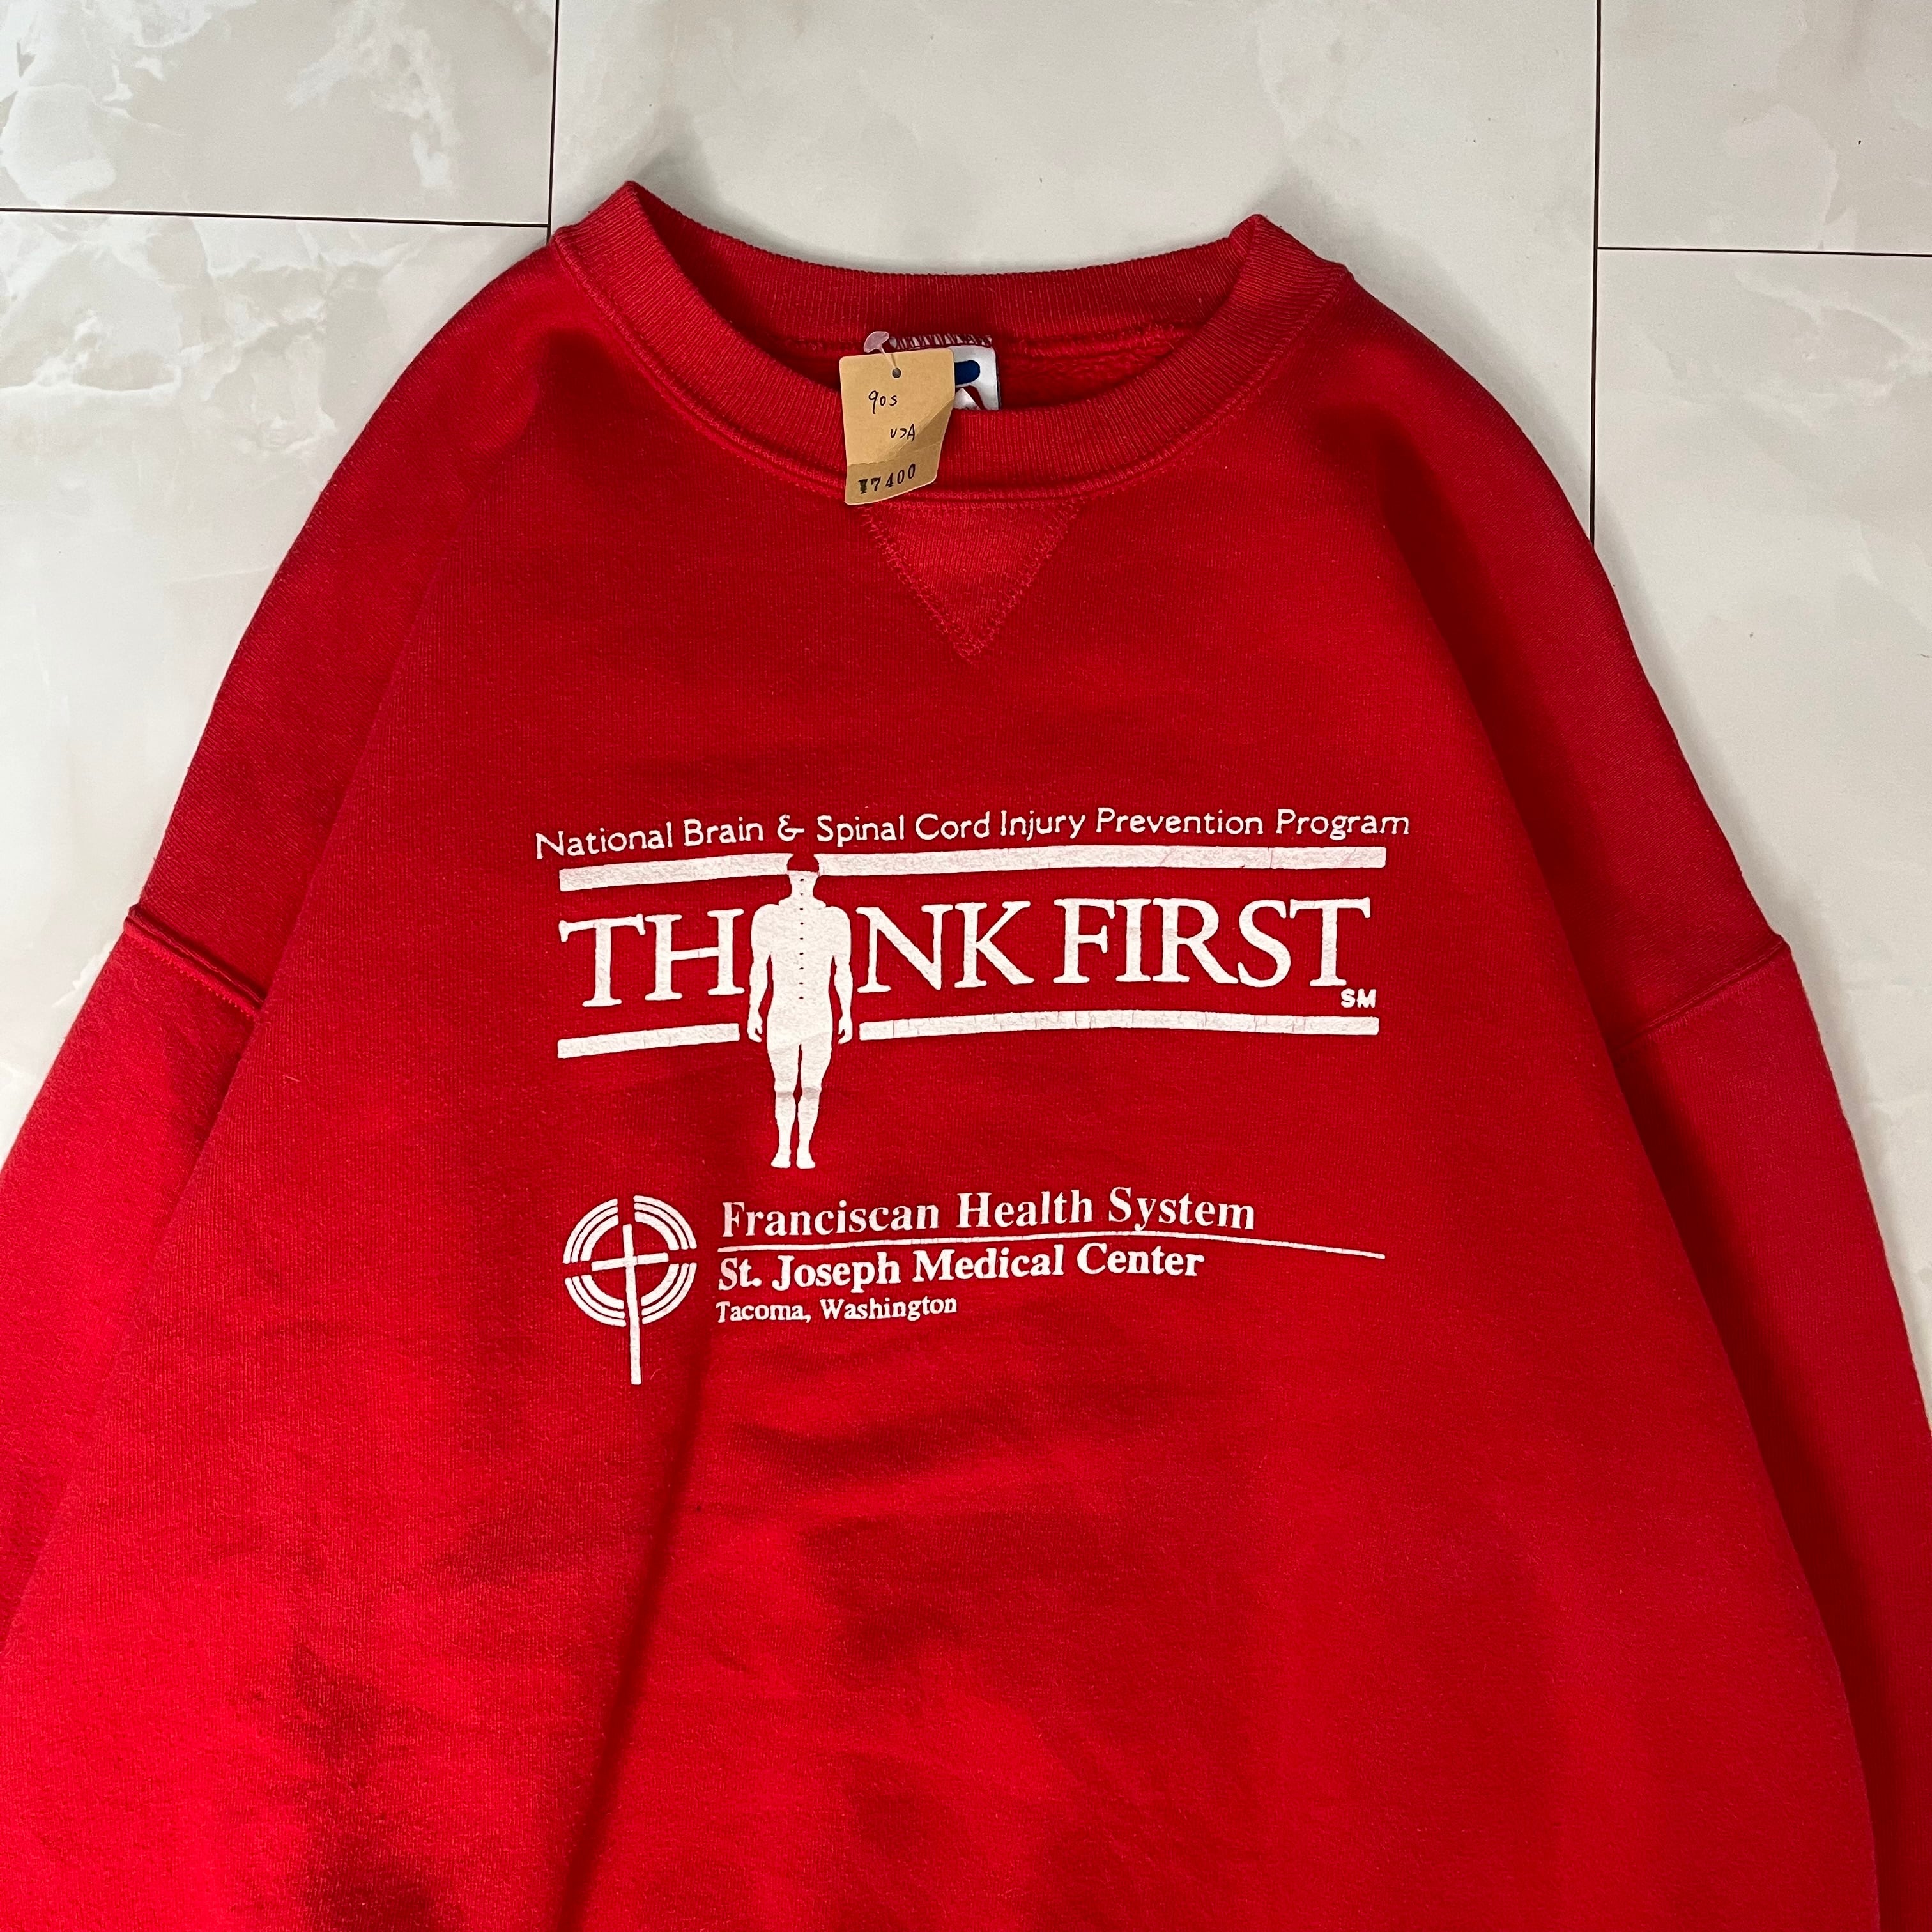 90s
USA
¥7400
National Brain & Spinal Cord Injury Prevention Program
THINK FIRST SM
Franciscan Health System
St. Joseph Medical Center
Tacoma, Washington